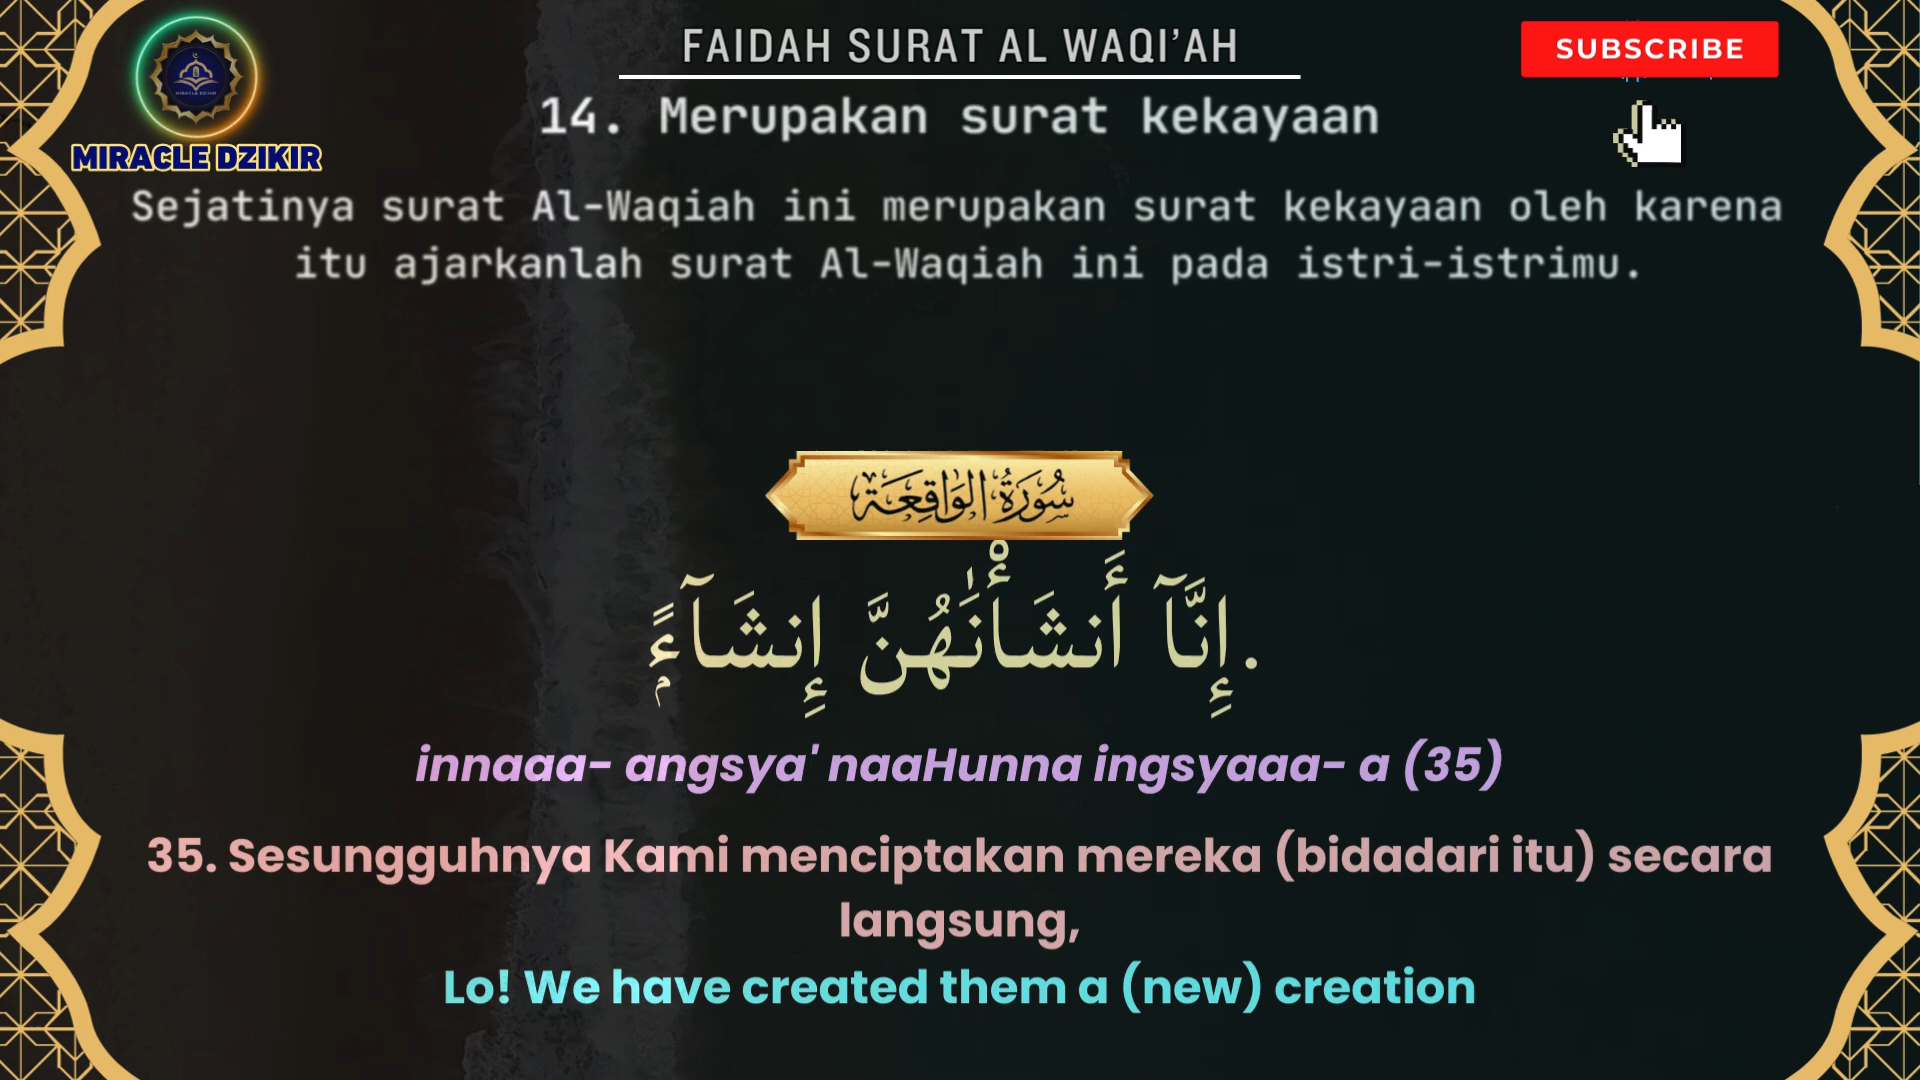 FAIDAH SURAT AL WAQI'AH
SUBSCRIBE
MIRACLE DZIKIR
14. Merupakan surat kekayaan
Sejatinya surat Al-Waqiah ini merupakan surat kekayaan oleh karena
itu ajarkanlah surat Al-Waqiah ini pada istri-istrimu.
سُورَةُ الوَاقِعَة
.إِنَّآ أَنشَأْنَٰهُنَّ إِنشَآءًۭ
innaaa- angsya' naaHunna ingsyaaa- a (35)
35. Sesungguhnya Kami menciptakan mereka (bidadari itu) secara
langsung,
Lo! We have created them a (new) creation